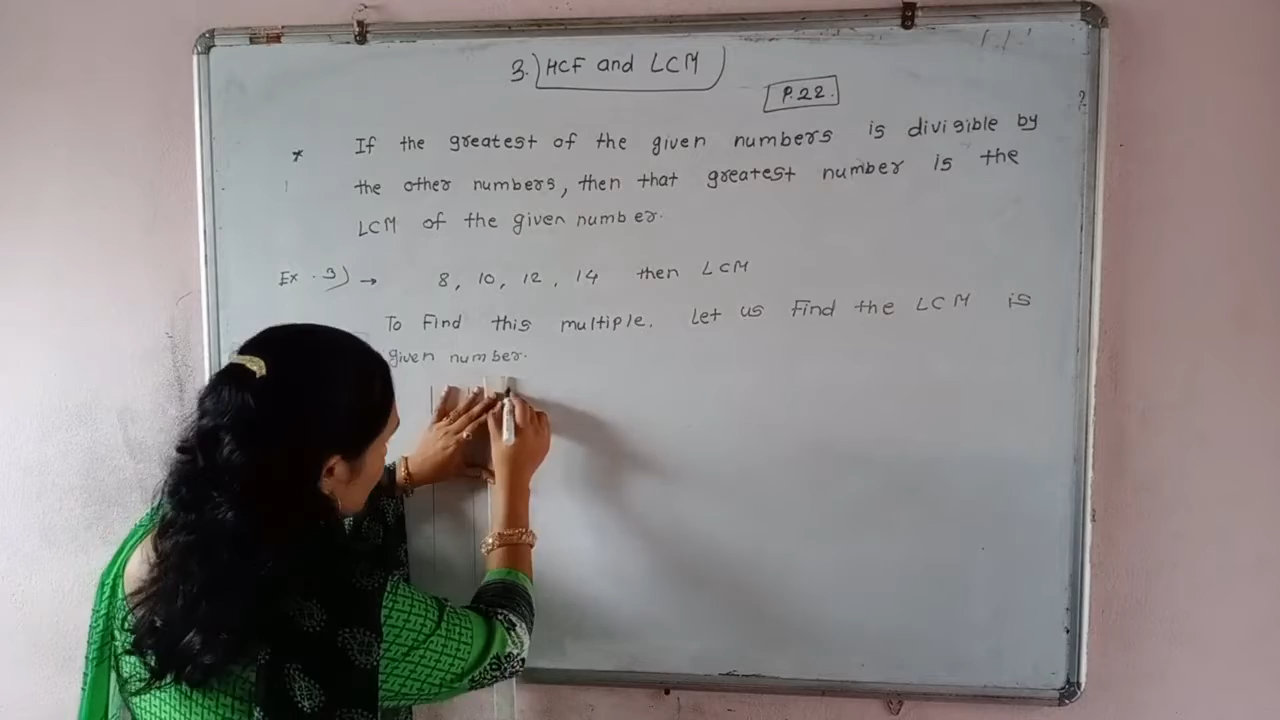 3.) HCF and LCM
P.22.
* If the greatest of the given numbers is divisible by
the other numbers, then that greatest number is the
LCM of the given number.
Ex. 3) → 8, 10, 12, 14 then LCM
To Find this multiple. Let us Find the LCM is
given number.